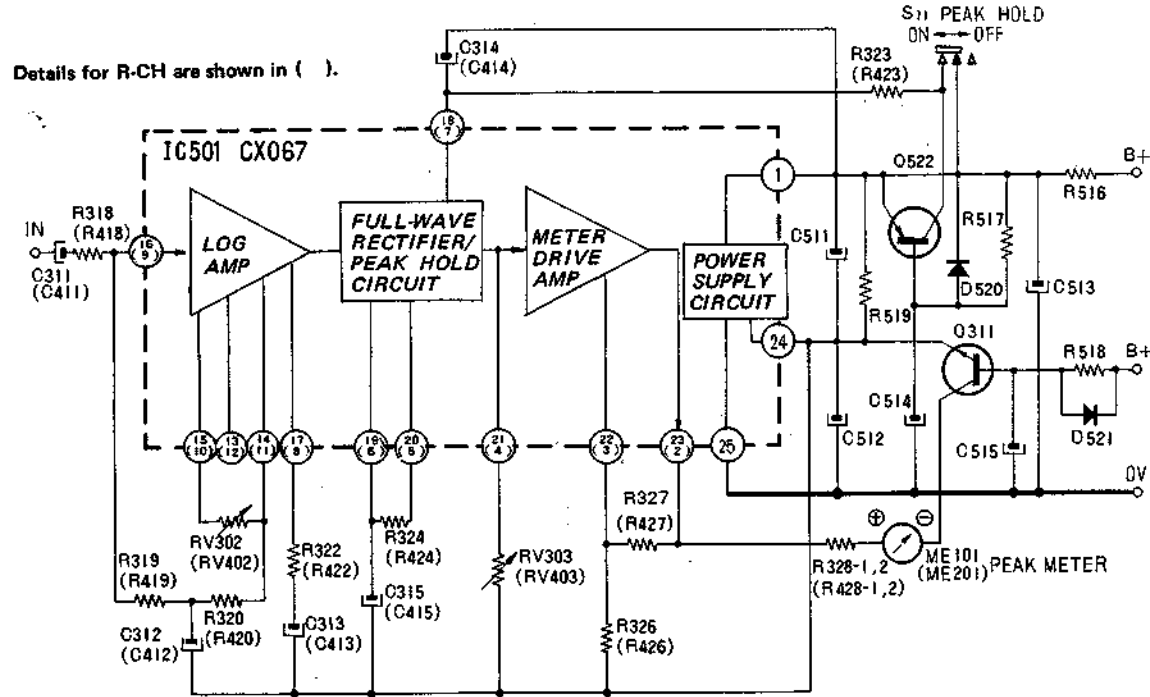 Details for R-CH are shown in ( ).
C314
(C414)
R323
(R423)
S11 PEAK HOLD
ON ↔ OFF
18
(7)
IC501 CX067
1
Q522
B+
R516
IN
R318
(R418)
C311
(C411)
16
(9)
LOG
AMP
FULL-WAVE
RECTIFIER/
PEAK HOLD
CIRCUIT
METER
DRIVE
AMP
POWER
SUPPLY
CIRCUIT
C511
R519
R517
D520
C513
24
Q311
R518
B+
D521
C514
C512
C515
0V
15
(10)
13
(12)
14
(11)
17
(8)
19
(6)
20
(5)
21
(4)
22
(3)
23
(2)
25
RV302
(RV402)
R319
(R419)
R320
(R420)
C312
(C412)
R322
(R422)
C313
(C413)
R324
(R424)
C315
(C415)
RV303
(RV403)
R327
(R427)
R326
(R426)
R328-1,2
(R428-1,2)
⊕ ⊖
ME101
(ME201)
PEAK METER